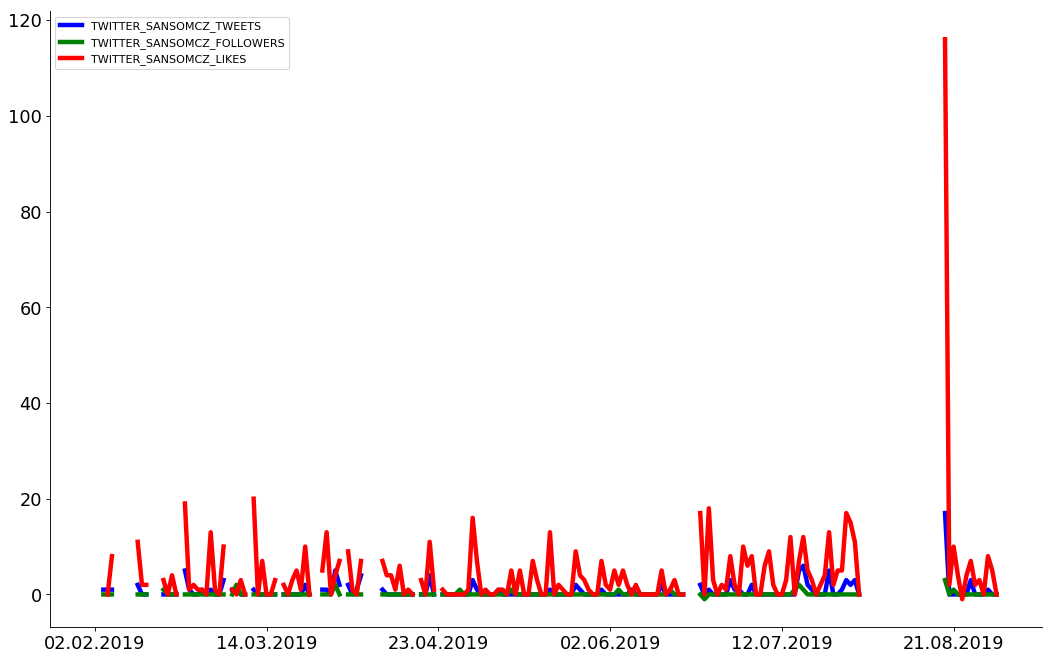 120
TWITTER_SANSOMCZ_TWEETS
TWITTER_SANSOMCZ_FOLLOWERS
TWITTER_SANSOMCZ_LIKES
100
80
60
40
20
0
02.02.2019 14.03.2019 23.04.2019 02.06.2019 12.07.2019 21.08.2019